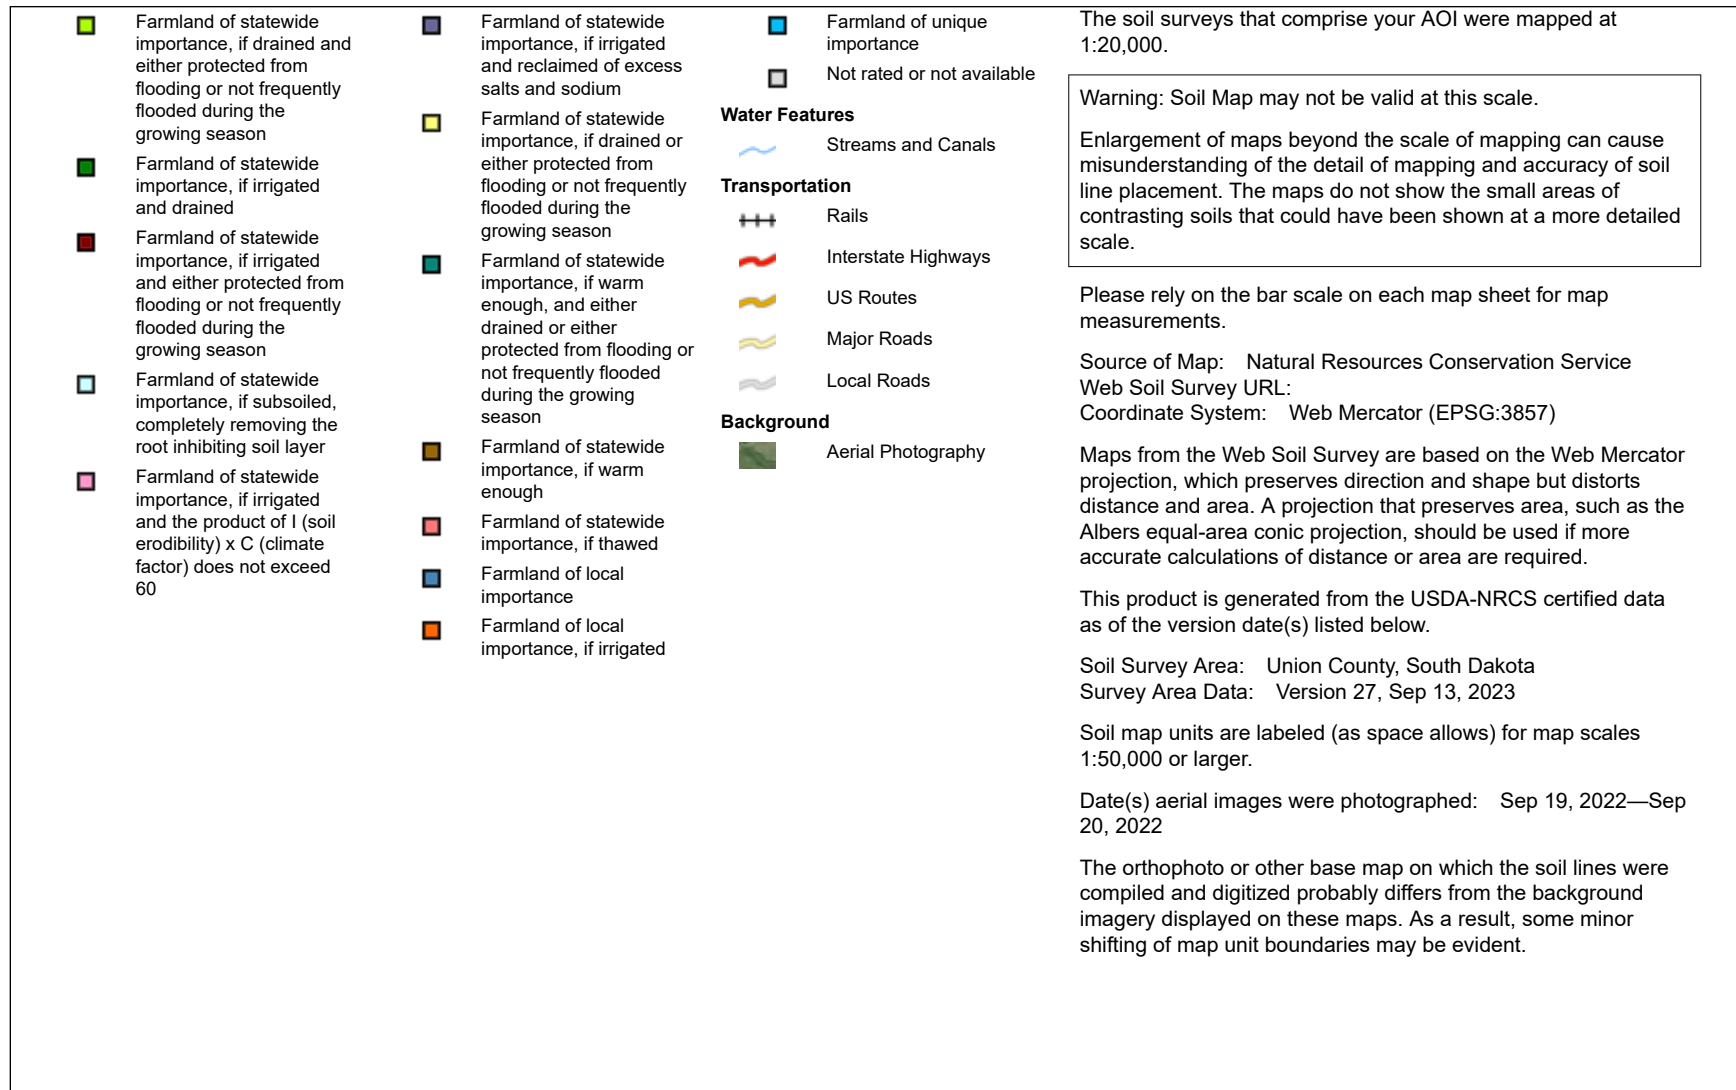 Farmland of statewide
importance, if drained and
either protected from
flooding or not frequently
flooded during the
growing season
Farmland of statewide
importance, if irrigated
and drained
Farmland of statewide
importance, if irrigated
and either protected from
flooding or not frequently
flooded during the
growing season
Farmland of statewide
importance, if subsoiled,
completely removing the
root inhibiting soil layer
Farmland of statewide
importance, if irrigated
and the product of I (soil
erodibility) x C (climate
factor) does not exceed
60
Farmland of statewide
importance, if irrigated
and reclaimed of excess
salts and sodium
Farmland of statewide
importance, if drained or
either protected from
flooding or not frequently
flooded during the
growing season
Farmland of statewide
importance, if warm
enough, and either
drained or either
protected from flooding or
not frequently flooded
during the growing
season
Farmland of statewide
importance, if warm
enough
Farmland of statewide
importance, if thawed
Farmland of local
importance
Farmland of local
importance, if irrigated
Farmland of unique
importance
Not rated or not available
Water Features
Streams and Canals
Transportation
Rails
Interstate Highways
US Routes
Major Roads
Local Roads
Background
Aerial Photography
The soil surveys that comprise your AOI were mapped at
1:20,000.
Warning: Soil Map may not be valid at this scale.
Enlargement of maps beyond the scale of mapping can cause
misunderstanding of the detail of mapping and accuracy of soil
line placement. The maps do not show the small areas of
contrasting soils that could have been shown at a more detailed
scale.
Please rely on the bar scale on each map sheet for map
measurements.
Source of Map: Natural Resources Conservation Service
Web Soil Survey URL:
Coordinate System: Web Mercator (EPSG:3857)
Maps from the Web Soil Survey are based on the Web Mercator
projection, which preserves direction and shape but distorts
distance and area. A projection that preserves area, such as the
Albers equal-area conic projection, should be used if more
accurate calculations of distance or area are required.
This product is generated from the USDA-NRCS certified data
as of the version date(s) listed below.
Soil Survey Area: Union County, South Dakota
Survey Area Data: Version 27, Sep 13, 2023
Soil map units are labeled (as space allows) for map scales
1:50,000 or larger.
Date(s) aerial images were photographed: Sep 19, 2022—Sep
20, 2022
The orthophoto or other base map on which the soil lines were
compiled and digitized probably differs from the background
imagery displayed on these maps. As a result, some minor
shifting of map unit boundaries may be evident.